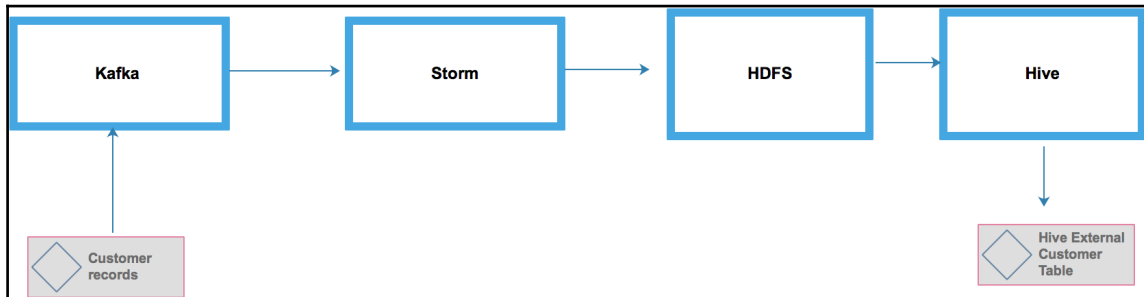 Kafka
Storm
HDFS
Hive
Customer
records
Hive External
Customer
Table